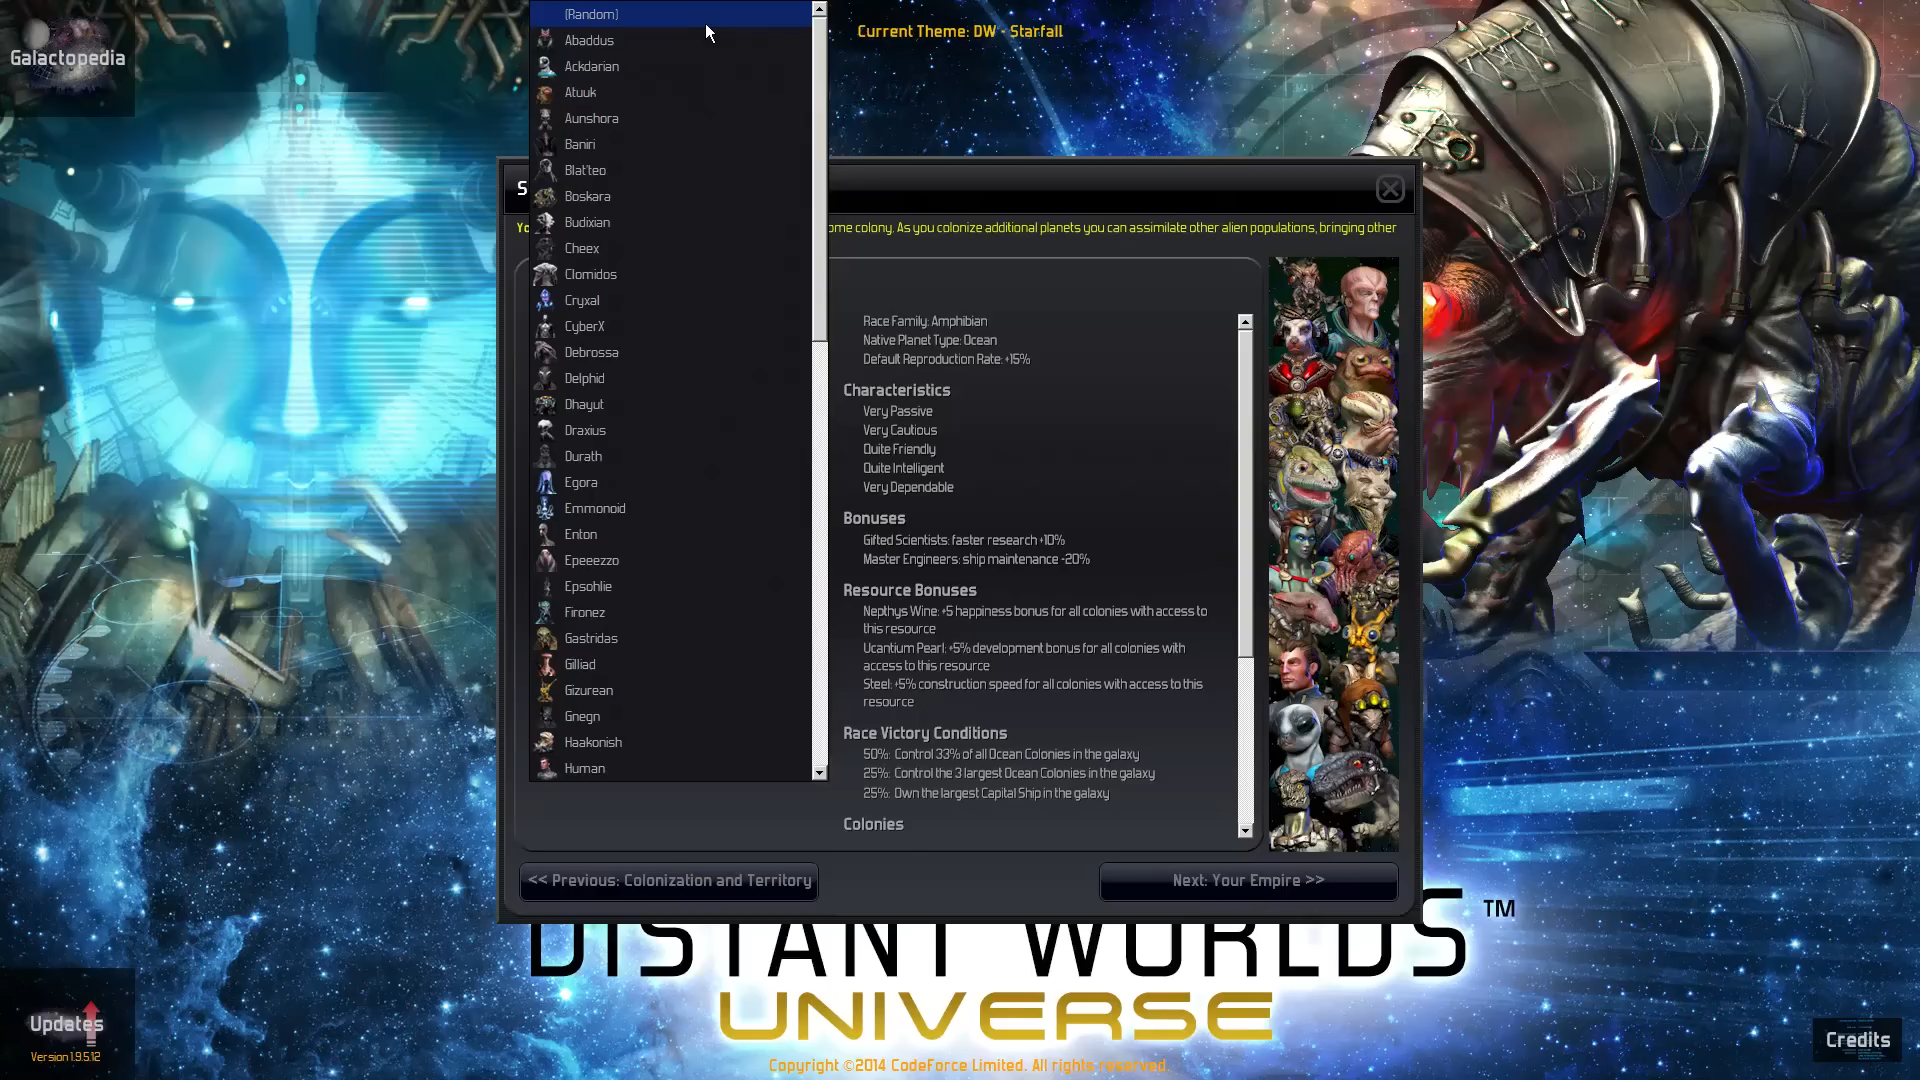 Galactopedia
Current Theme: DW - Starfall
(Random)
Abaddus
Ackdarian
Atuuk
Aunshora
Baniri
Blat'teo
Boskara
Budixian
Cheex
Clomidos
Cryxal
CyberX
Debrossa
Delphid
Dhayut
Draxius
Durath
Egora
Emmonoid
Enton
Epeeezzo
Epsohlie
Fironez
Gastridas
Gilliad
Gizurean
Gnegn
Haakonish
Human
S
Yo
ome colony. As you colonize additional planets you can assimilate other alien populations, bringing other
Race Family: Amphibian
Native Planet Type: Ocean
Default Reproduction Rate: +15%
Characteristics
Very Passive
Very Cautious
Quite Friendly
Quite Intelligent
Very Dependable
Bonuses
Gifted Scientists: faster research +10%
Master Engineers: ship maintenance -20%
Resource Bonuses
Nepthys Wine: +5 happiness bonus for all colonies with access to
this resource
Ucantium Pearl: +5% development bonus for all colonies with
access to this resource
Steel: +5% construction speed for all colonies with access to this
resource
Race Victory Conditions
50%: Control 33% of all Ocean Colonies in the galaxy
25%: Control the 3 largest Ocean Colonies in the galaxy
25%: Own the largest Capital Ship in the galaxy
Colonies
<< Previous: Colonization and Territory
Next: Your Empire >>
DISTANT WORLDS ™
UNIVERSE
Updates
Version 1.9.5.12
Credits
Copyright ©2014 CodeForce Limited. All rights reserved.